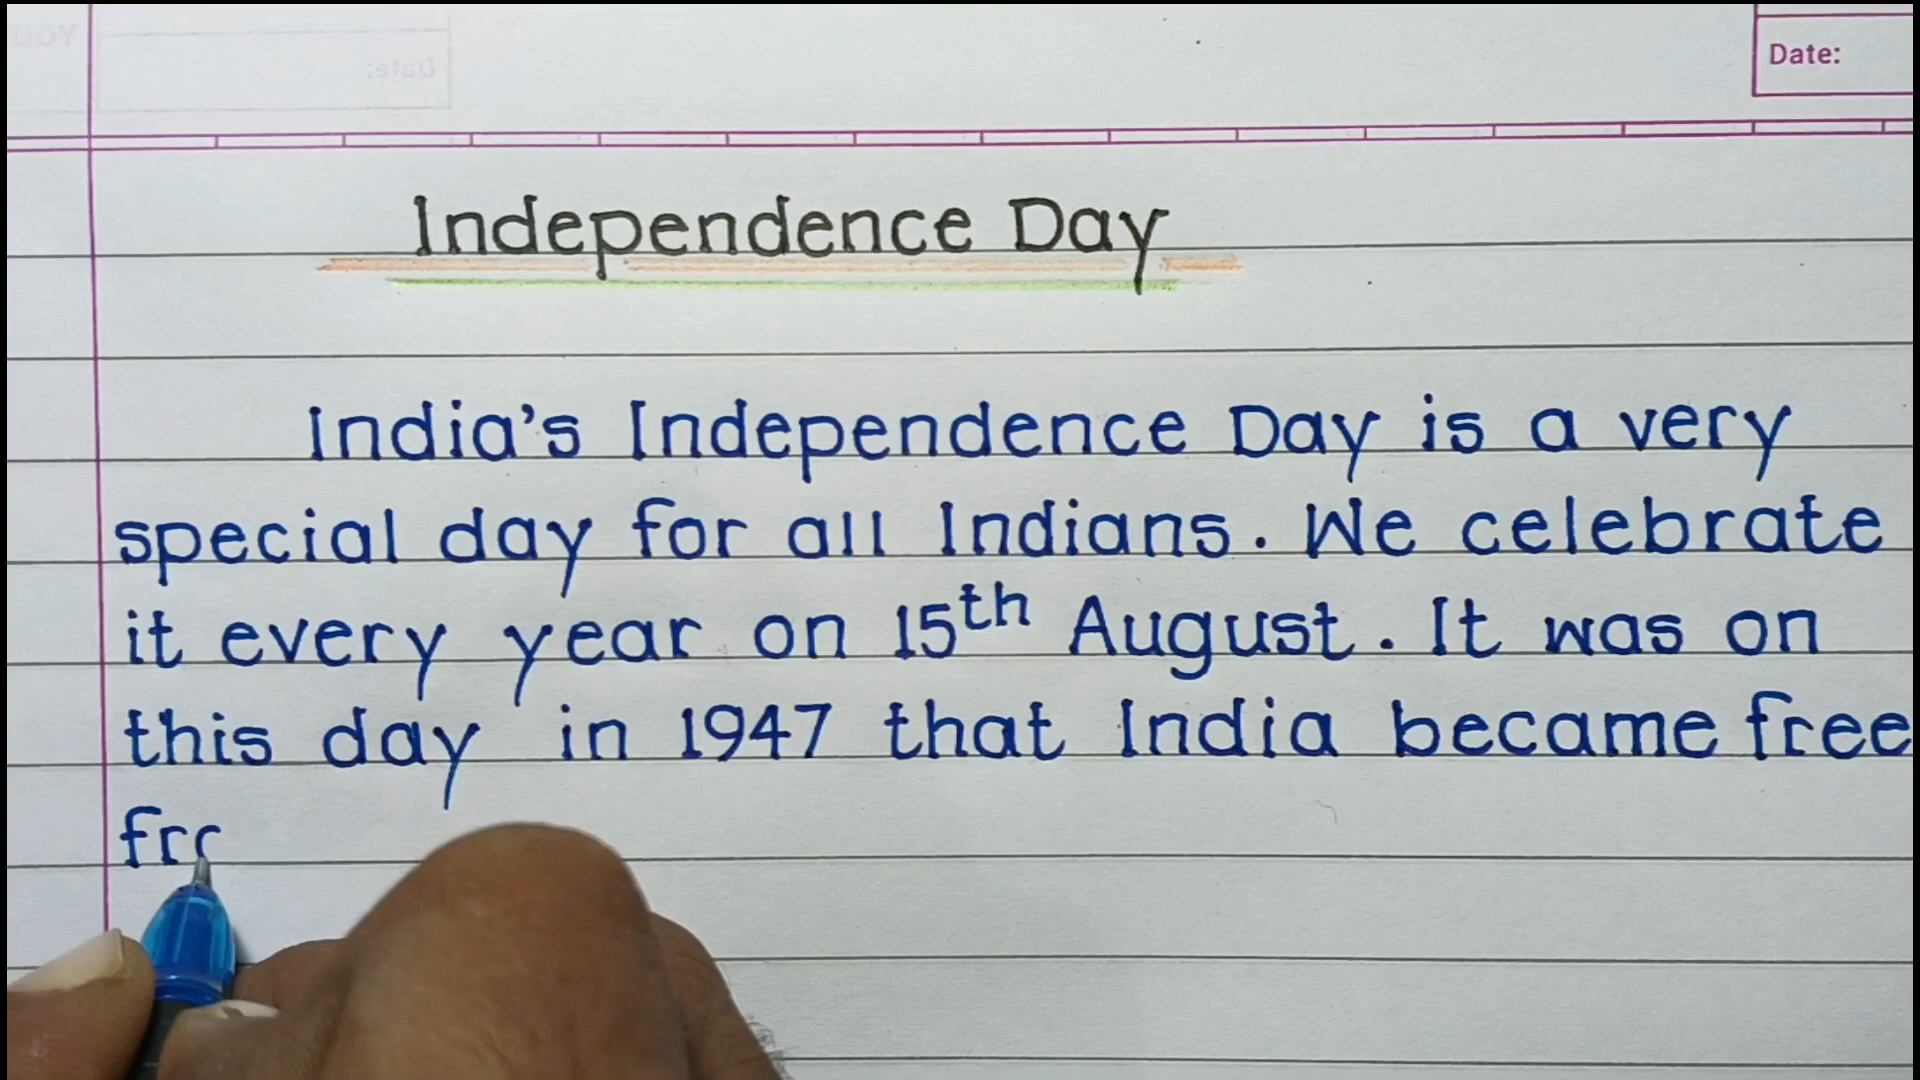 Date:
Independence Day
India's Independence Day is a very
special day for all Indians. We celebrate
it every year on 15th August. It was on
this day in 1947 that India became free